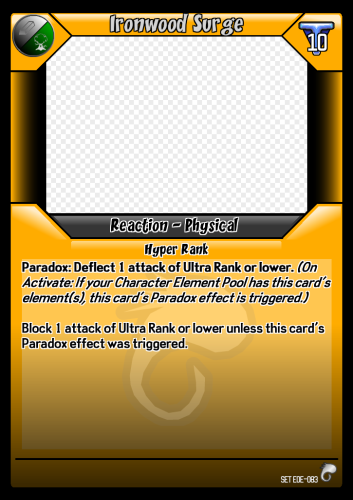 Ironwood Surge
10
Reaction - Physical
Hyper Rank
Paradox: Deflect 1 attack of Ultra Rank or lower. (On
Activate: If your Character Element Pool has this card's
element(s), this card's Paradox effect is triggered.)
Block 1 attack of Ultra Rank or lower unless this card's
Paradox effect was triggered.
SET EDE-083